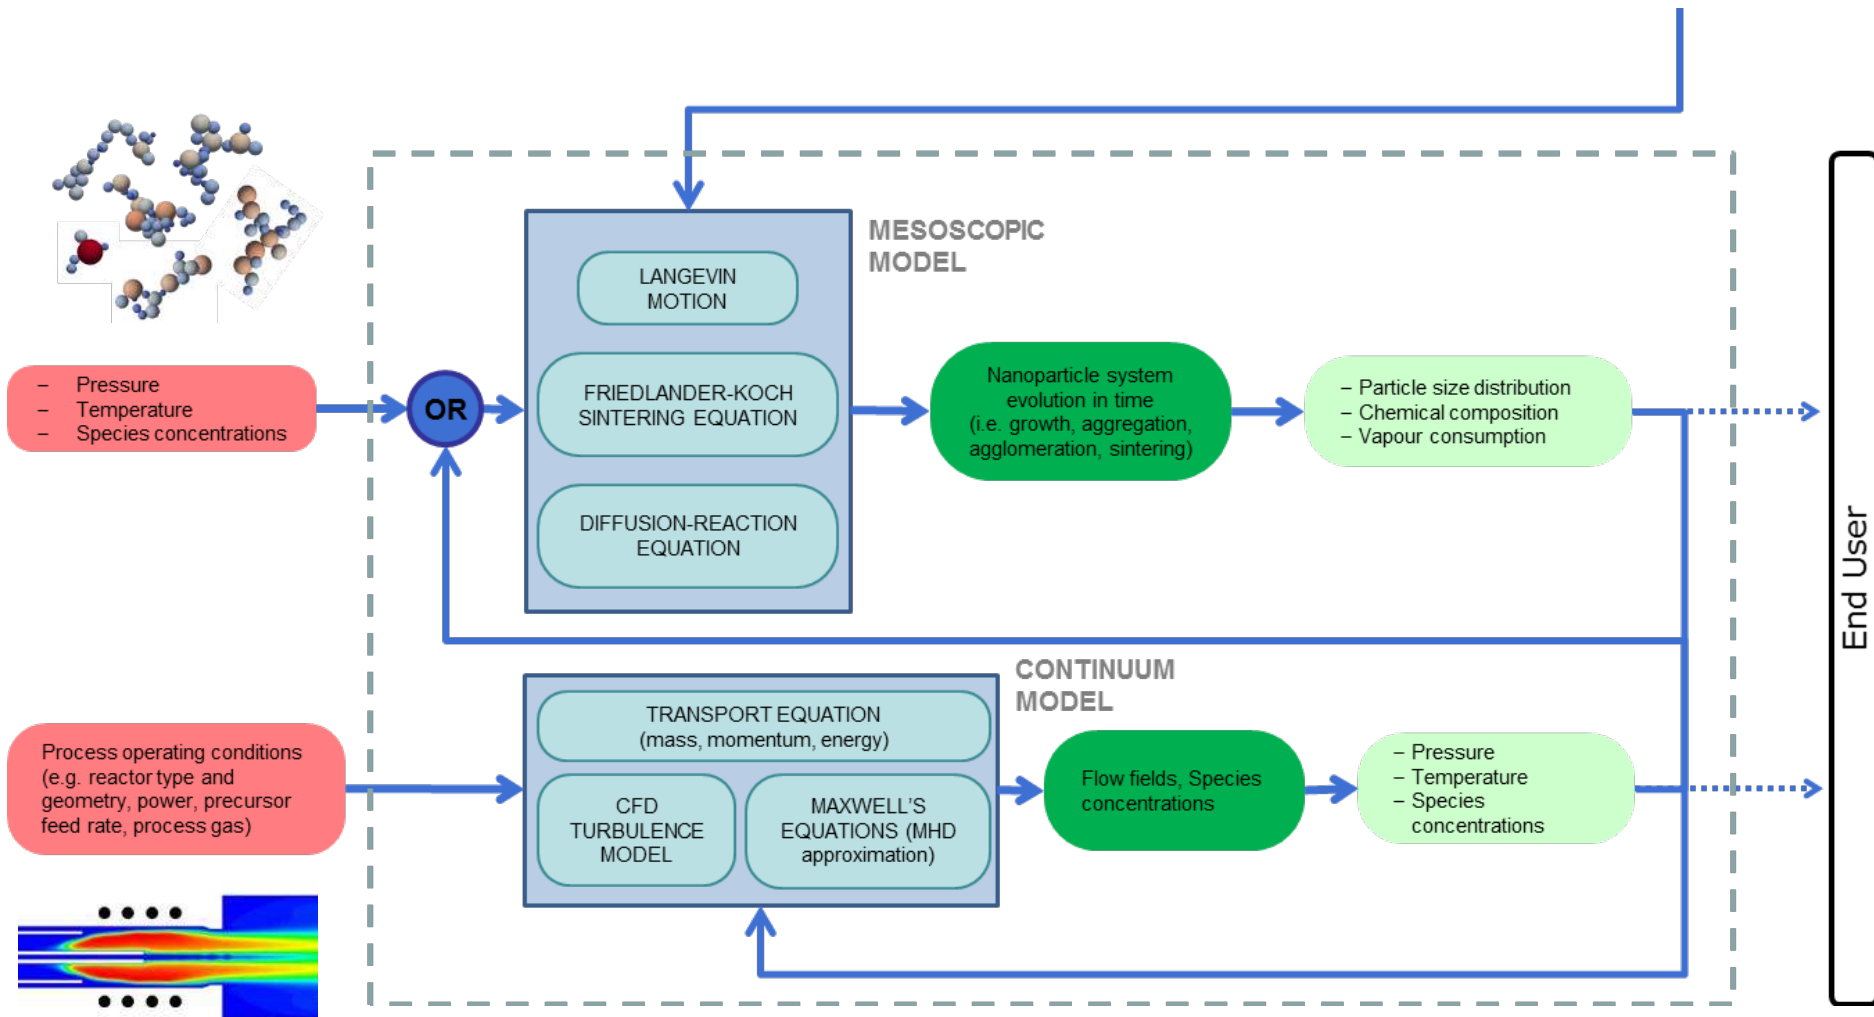 MESOSCOPIC
MODEL
LANGEVIN
MOTION
– Pressure
– Temperature
– Species concentrations
OR
FRIEDLANDER-KOCH
SINTERING EQUATION
DIFFUSION-REACTION
EQUATION
Nanoparticle system
evolution in time
(i.e. growth, aggregation,
agglomeration, sintering)
– Particle size distribution
– Chemical composition
– Vapour consumption
End User
CONTINUUM
MODEL
Process operating conditions
(e.g. reactor type and
geometry, power, precursor
feed rate, process gas)
TRANSPORT EQUATION
(mass, momentum, energy)
CFD
TURBULENCE
MODEL
MAXWELL'S
EQUATIONS (MHD
approximation)
Flow fields, Species
concentrations
– Pressure
– Temperature
– Species
concentrations